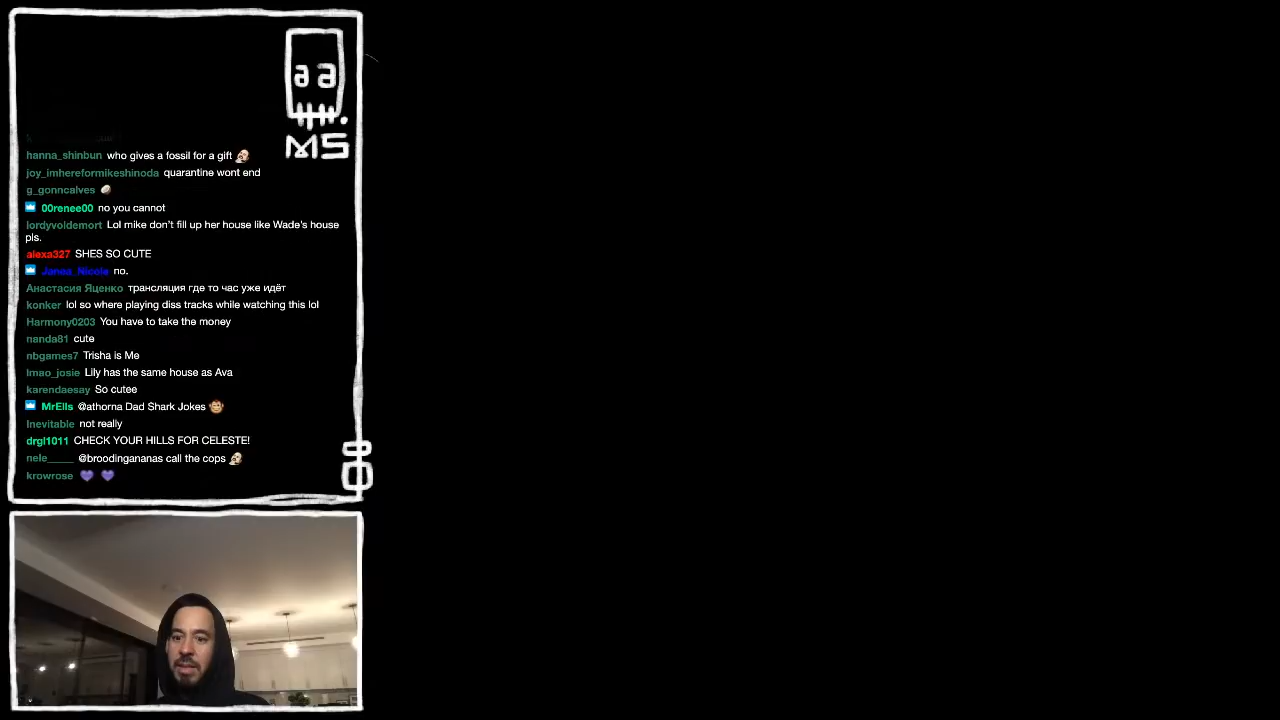 aa
MS
hanna_shinbun who gives a fossil for a gift
joy_imhereformikeshinoda quarantine wont end
g_gonncalves
00renee00 no you cannot
lordyvoldemort Lol mike don't fill up her house like Wade's house
pls.
alexa327 SHES SO CUTE
Janea_Nicole no.
Анастасия Яценко трансляция где то час уже идёт
konker lol so where playing diss tracks while watching this lol
Harmony0203 You have to take the money
nanda81 cute
nbgames7 Trisha is Me
lmao_josie Lily has the same house as Ava
karendaesay So cutee
MrElls @athorna Dad Shark Jokes
Inevitable not really
drgl1011 CHECK YOUR HILLS FOR CELESTE!
nele_____ @broodingananas call the cops
krowrose 💜 💜